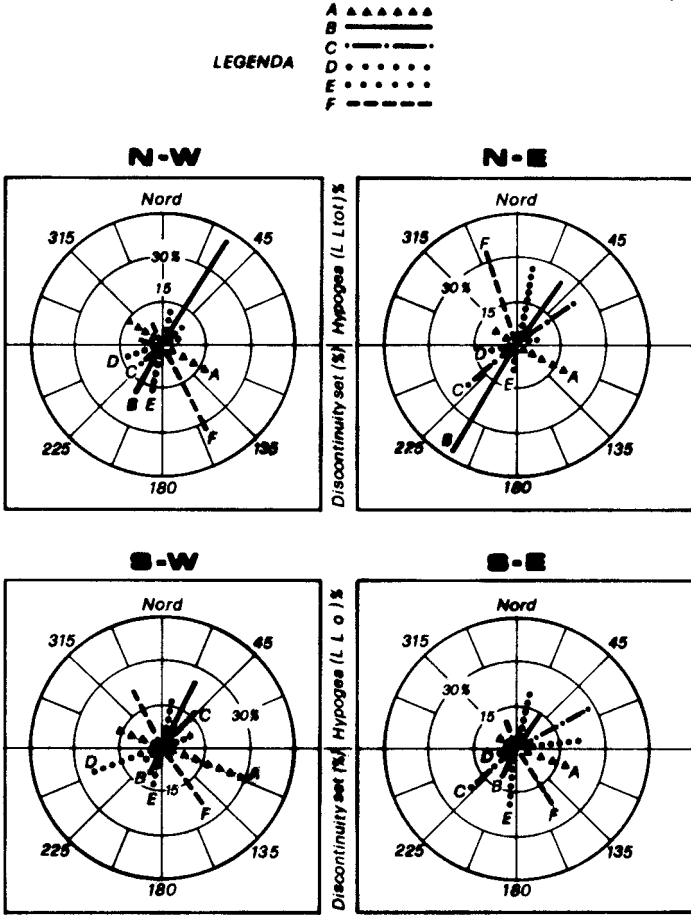 A
B
LEGENDA C
D
E
F
N-W N-E
Nord Nord
315 45 315 45
30% F
15 30% 15
D C B E A F
D C E A B
225 135 225 135
180 180
Discontinuity set (%) Hypogea (L Ltot)%
S-W S-E
Nord Nord
315 45 315 45
C 30% 30%
15
D B E 15 A F
D C B E A F
225 135 225 135
180 180
Discontinuity set (%) Hypogea (L L o)%